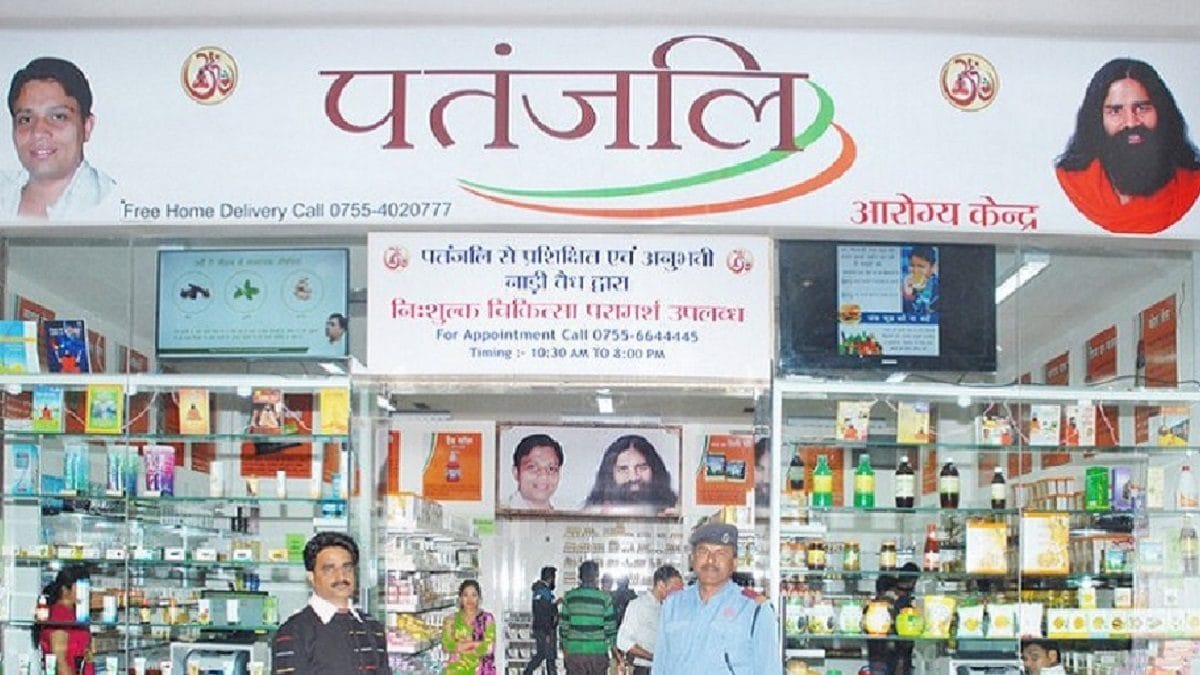 पतंजलि
Free Home Delivery Call 0755-4020777
आरोग्य केन्द्र
पतंजलि से प्रशिक्षित एवं अनुभवी
नाड़ी वैध द्वारा
निःशुल्क चिकित्सा परामर्श उपलब्ध
For Appointment Call 0755-6644445
Timing :- 10:30 AM TO 8:00 PM